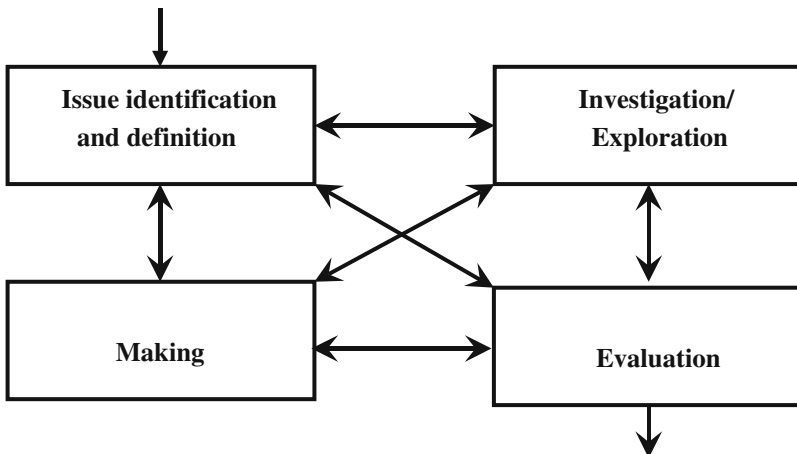 Issue identification
and definition
Investigation/
Exploration
Making
Evaluation